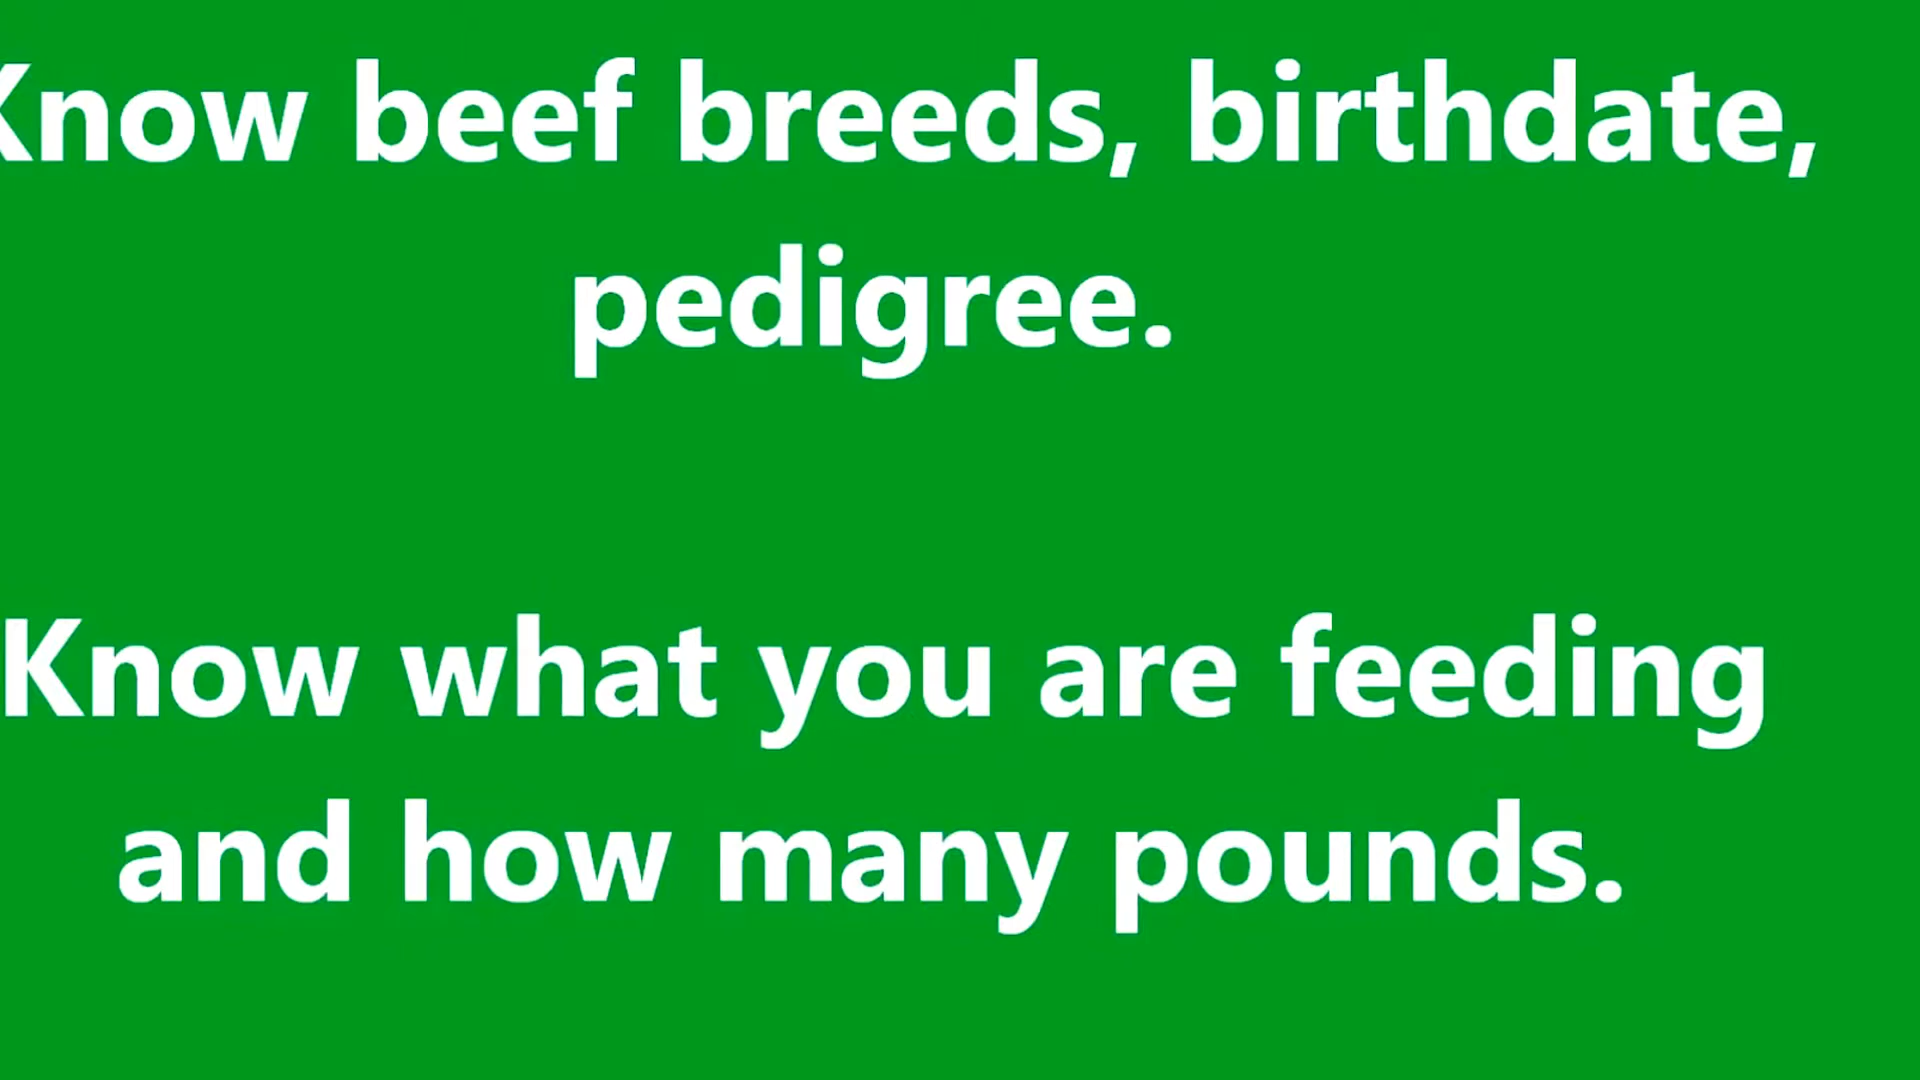 Know beef breeds, birthdate,
pedigree.
Know what you are feeding
and how many pounds.